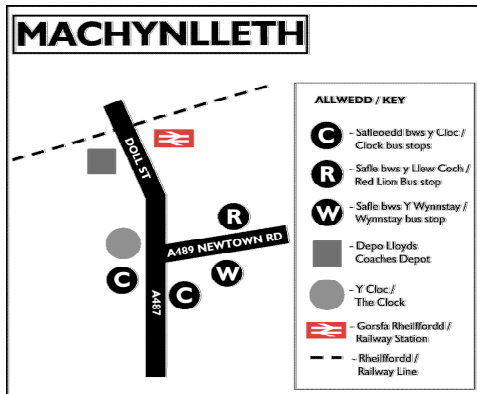 MACHYNLLETH
DOLL ST
R
A489 NEWTOWN RD
C
W
C
A487
ALLWEDD / KEY
C
- Safleoedd bws y Cloc /
Clock bus stops
R
- Safle bws y Llew Coch /
Red Lion Bus stop
W
- Safle bws Y Wynnstay /
Wynnstay bus stop
- Depo Lloyds
Coaches Depot
- Y Cloc /
The Clock
- Gorsfa Rheilffordd /
Railway Station
- Rheilffordd /
Railway Line